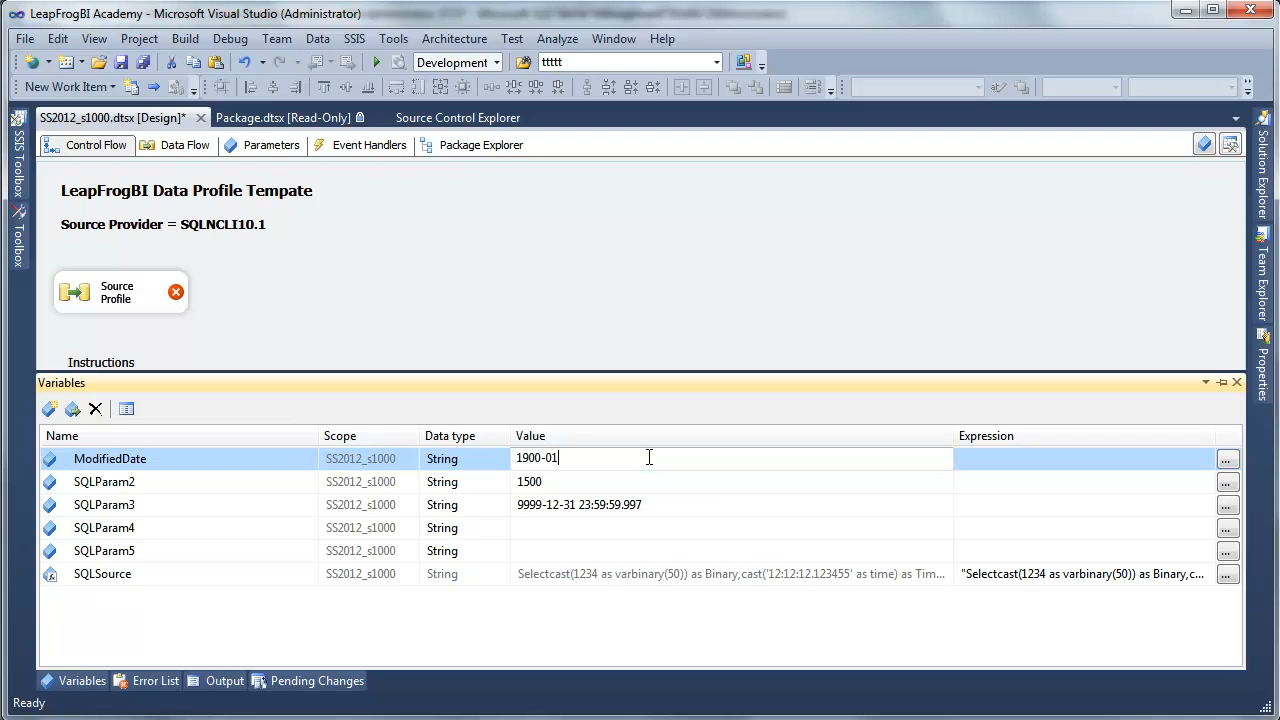 LeapFrogBI Academy - Microsoft Visual Studio (Administrator)
File Edit View Project Build Debug Team Data SSIS Tools Architecture Test Analyze Window Help
Development ttttt
New Work Item
SS2012_s1000.dtsx [Design]* Package.dtsx [Read-Only] Source Control Explorer
Control Flow Data Flow Parameters Event Handlers Package Explorer
SSIS Toolbox
Toolbox
Solution Explorer
Team Explorer
Properties
LeapFrogBI Data Profile Tempate
Source Provider = SQLNCLI10.1
Source
Profile
Instructions
Variables
Name Scope Data type Value Expression
ModifiedDate SS2012_s1000 String 1900-01 ...
SQLParam2 SS2012_s1000 String 1500 ...
SQLParam3 SS2012_s1000 String 9999-12-31 23:59:59.997 ...
SQLParam4 SS2012_s1000 String ...
SQLParam5 SS2012_s1000 String ...
SQLSource SS2012_s1000 String Selectcast(1234 as varbinary(50)) as Binary,cast('12:12:12.123455' as time) as Tim... "Selectcast(1234 as varbinary(50)) as Binary,c... ...
Variables Error List Output Pending Changes
Ready